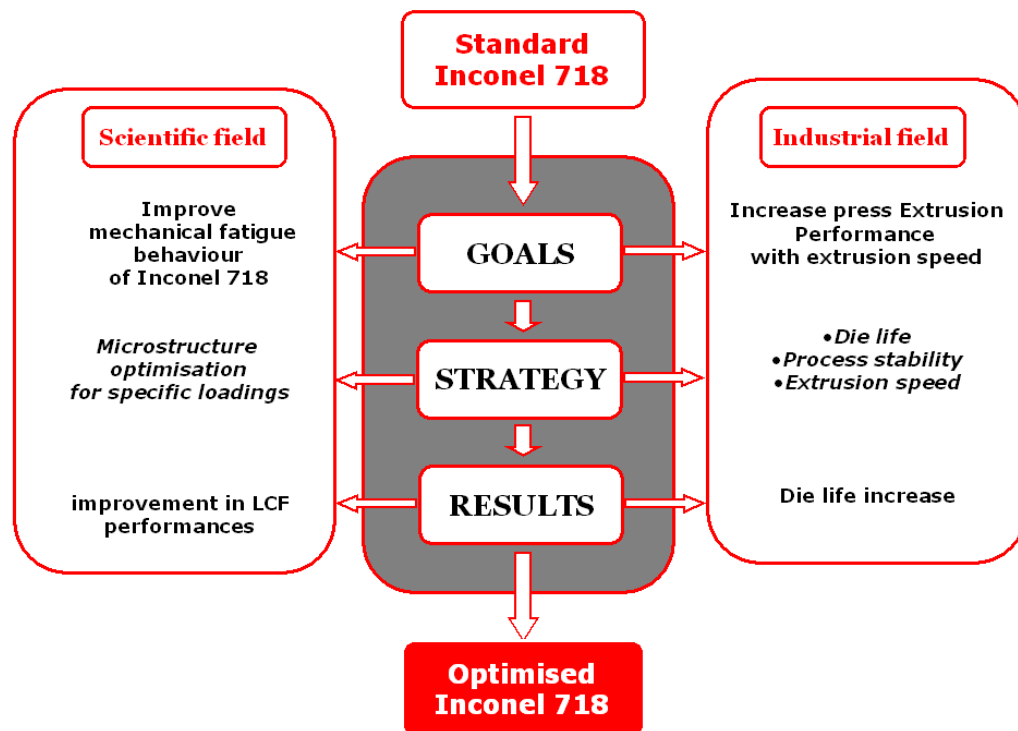 Standard
Inconel 718
Scientific field
Improve
mechanical fatigue
behaviour
of Inconel 718
Microstructure
optimisation
for specific loadings
improvement in LCF
performances
GOALS
STRATEGY
RESULTS
Industrial field
Increase press Extrusion
Performance
with extrusion speed
•Die life
•Process stability
•Extrusion speed
Die life increase
Optimised
Inconel 718